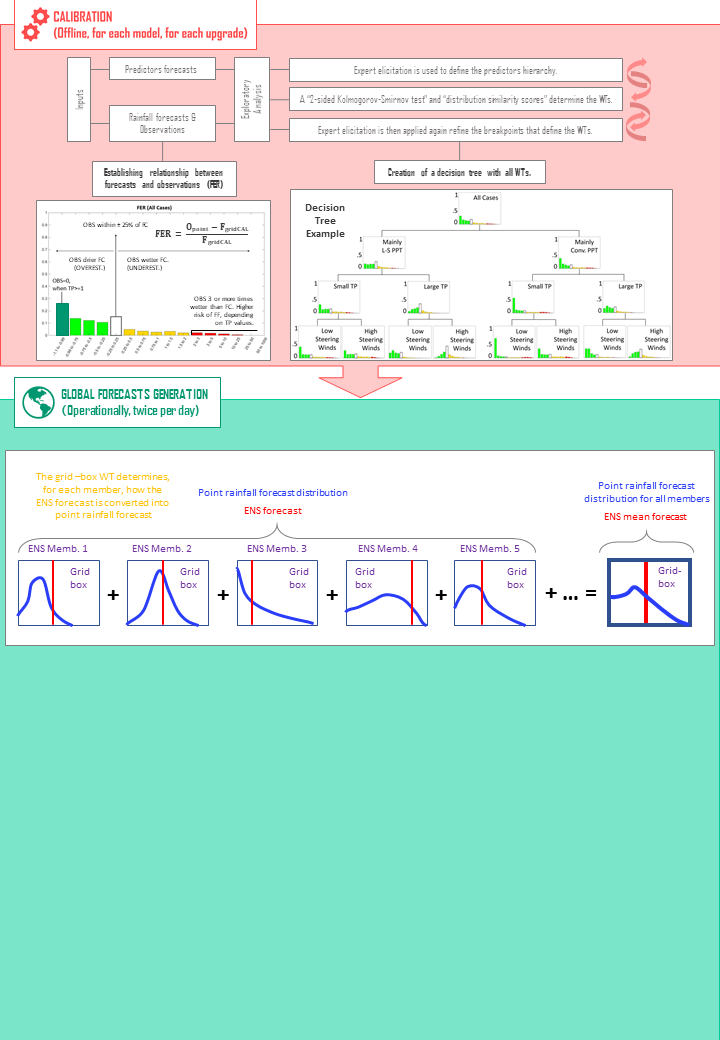 CALIBRATION
(Offline, for each model, for each upgrade)
Inputs
Predictors forecasts
Rainfall forecasts &
Observations
Exploratory
Analysis
Expert elicitation is used to define the predictors hierarchy.
A "2-sided Kolmogorov-Smirnov test" and "distribution similarity scores" determine the WTs.
Expert elicitation is then applied again refine the breakpoints that define the WTs.
Establishing relationship between
forecasts and observations (FER)
Creation of a decision tree with all WTs.
FER (All Cases)
OBS within ± 25% of FC
FER = (Opoint − FgridCAL) / FgridCAL
OBS drier FC
(OVEREST.)
OBS wetter FC.
(UNDEREST.)
OBS=0,
when TP>=1
OBS 3 or more times
wetter than FC. Higher
risk of FF, depending
on TP values.
Decision
Tree
Example
All Cases
Mainly
L-S PPT
Mainly
Conv. PPT
Small TP
Large TP
Small TP
Large TP
Low
Steering
Winds
High
Steering
Winds
Low
Steering
Winds
High
Steering
Winds
Low
Steering
Winds
High
Steering
Winds
Low
Steering
Winds
High
Steering
Winds
GLOBAL FORECASTS GENERATION
(Operationally, twice per day)
The grid –box WT determines,
for each member, how the
ENS forecast is converted into
point rainfall forecast
Point rainfall forecast distribution
ENS forecast
Point rainfall forecast
distribution for all members
ENS mean forecast
ENS Memb. 1
ENS Memb. 2
ENS Memb. 3
ENS Memb. 4
ENS Memb. 5
Grid
box
+
Grid
box
+
Grid
box
+
Grid
box
+
Grid
box
+ ... =
Grid-
box